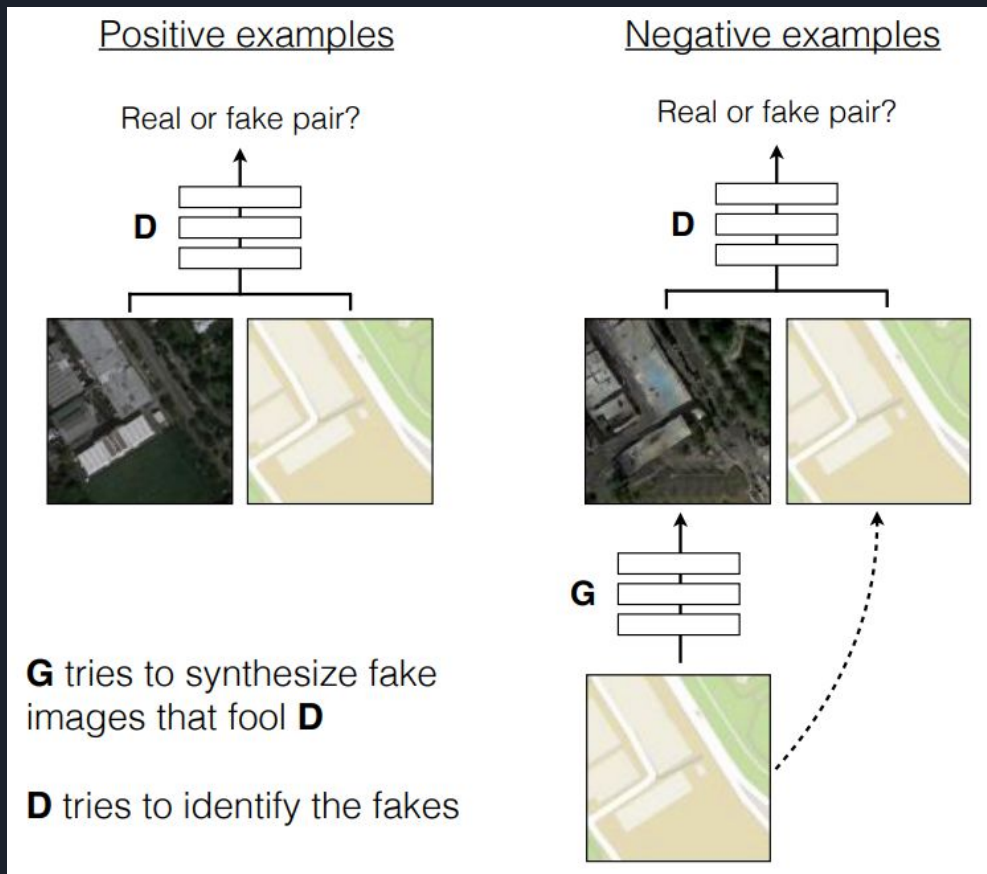 Positive examples
Negative examples
Real or fake pair?
Real or fake pair?
D
D
G
G tries to synthesize fake
images that fool D
D tries to identify the fakes